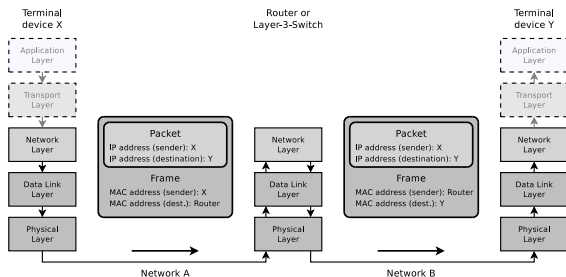 Terminal
device X
Router or
Layer-3-Switch
Terminal
device Y
Application
Layer
Transport
Layer
Network
Layer
Data Link
Layer
Physical
Layer
Packet
IP address (sender): X
IP address (destination): Y
Frame
MAC address (sender): X
MAC address (dest.): Router
Network
Layer
Data Link
Layer
Physical
Layer
Packet
IP address (sender): X
IP address (destination): Y
Frame
MAC address (sender): Router
MAC address (dest.): Y
Application
Layer
Transport
Layer
Network
Layer
Data Link
Layer
Physical
Layer
Network A
Network B